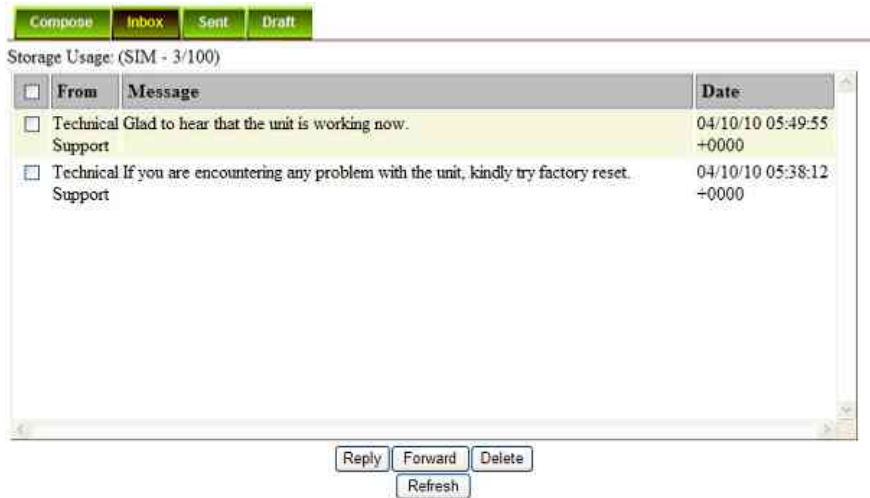 Compose Inbox Sent Draft
Storage Usage: (SIM - 3/100)
From Message Date
Technical Glad to hear that the unit is working now. 04/10/10 05:49:55
Support +0000
Technical If you are encountering any problem with the unit, kindly try factory reset. 04/10/10 05:38:12
Support +0000
Reply Forward Delete
Refresh